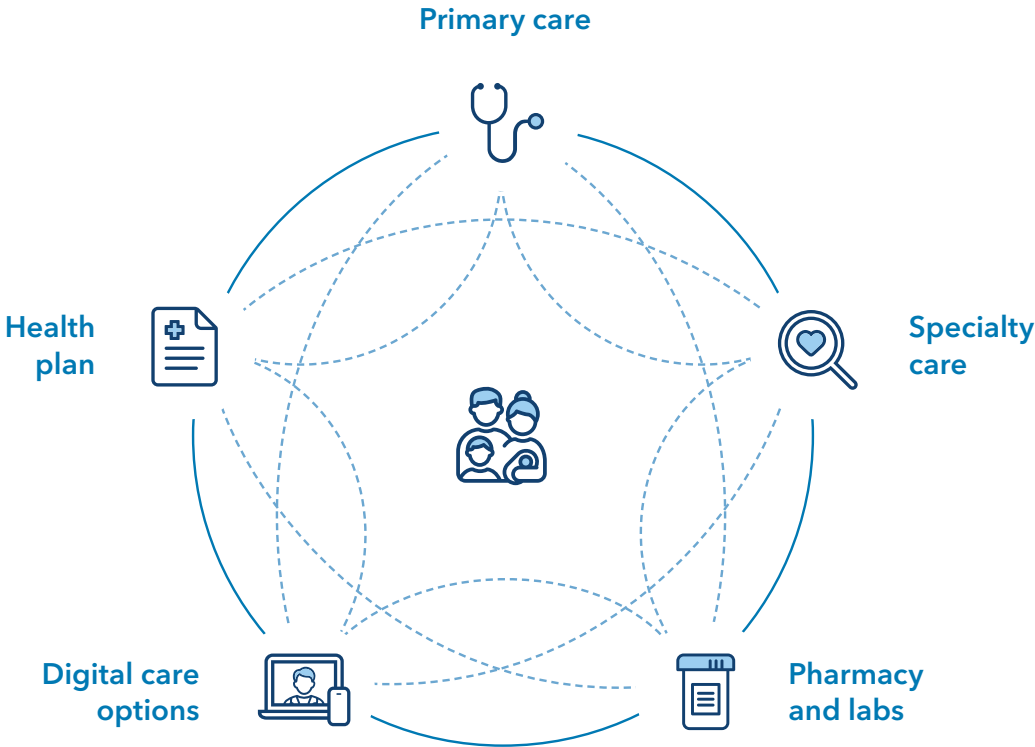 Primary care
Health
plan
Specialty
care
Digital care
options
Pharmacy
and labs